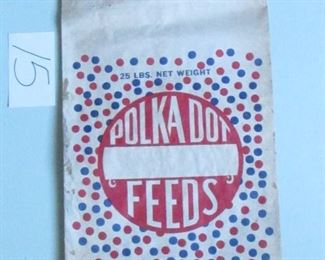 15
25 LBS. NET WEIGHT
POLKA DOT
FEEDS